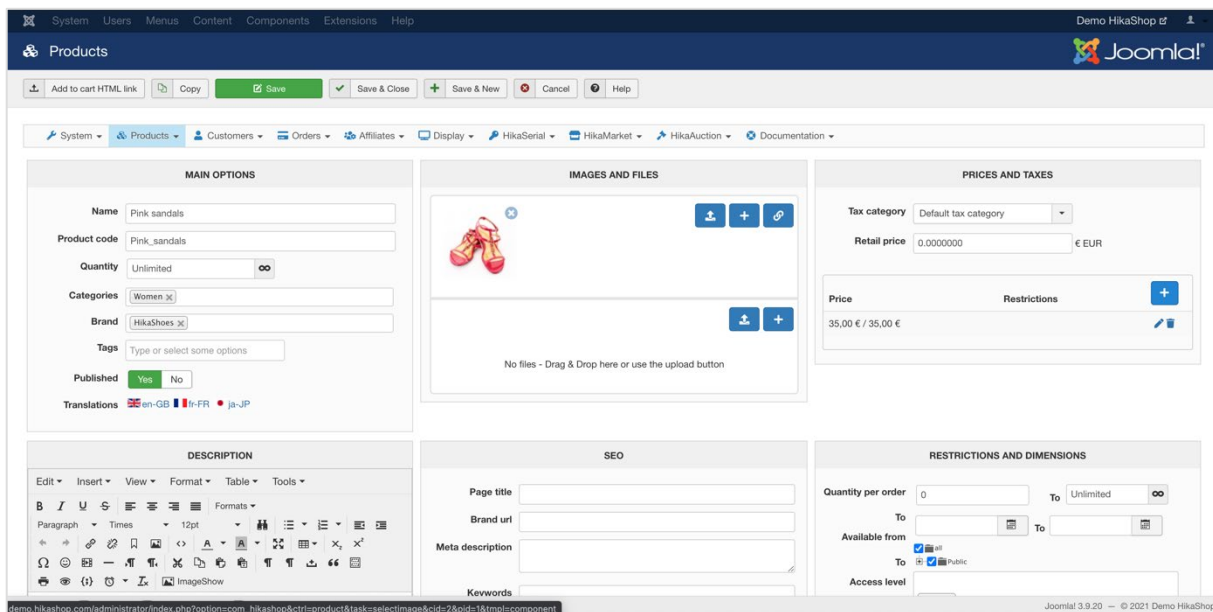 System Users Menus Content Components Extensions Help Demo HikaShop
Products Joomla!
Add to cart HTML link Copy Save Save & Close Save & New Cancel Help
System Products Customers Orders Affiliates Display HikaSerial HikaMarket HikaAuction Documentation
MAIN OPTIONS
Name Pink sandals
Product code Pink_sandals
Quantity Unlimited
Categories Women
Brand HikaShoes
Tags Type or select some options
Published Yes No
Translations en-GB fr-FR ja-JP
IMAGES AND FILES
No files - Drag & Drop here or use the upload button
PRICES AND TAXES
Tax category Default tax category
Retail price 0.0000000 € EUR
Price Restrictions
35,00 € / 35,00 €
DESCRIPTION
Edit Insert View Format Table Tools
B I U S Formats
Paragraph Times 12pt
ImageShow
SEO
Page title
Brand url
Meta description
Keywords
RESTRICTIONS AND DIMENSIONS
Quantity per order 0 To Unlimited
To To
Available from
all
To Public
Access level
demo.hikashop.com/administrator/index.php?option=com_hikashop&ctrl=product&task=selectimage&cid=2&pid=1&tmpl=component
Joomla! 3.9.20 — © 2021 Demo HikaShop